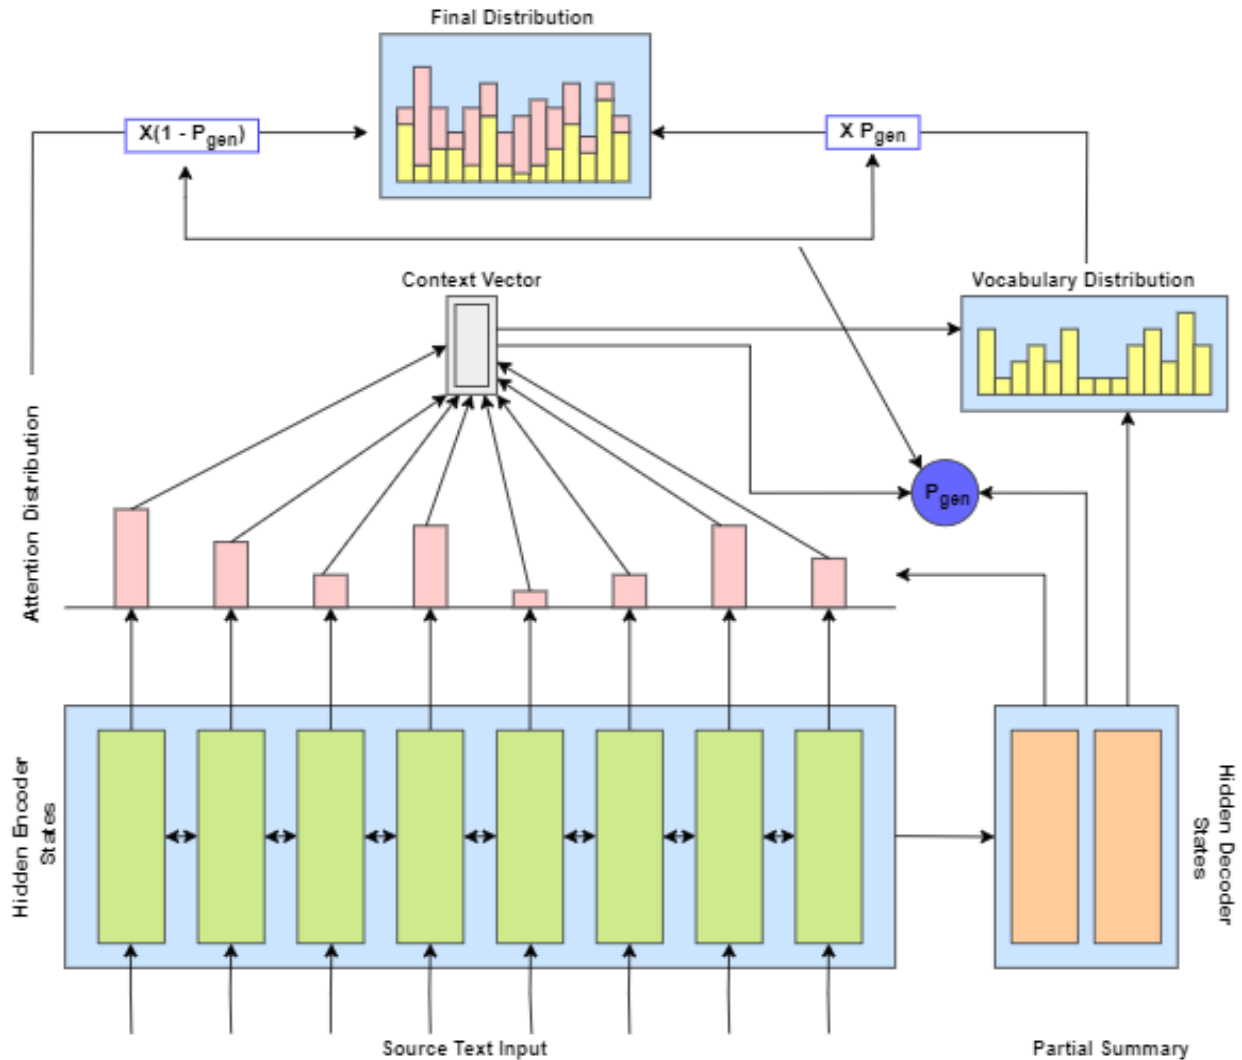 Final Distribution
X(1 - Pgen)
X Pgen
Context Vector
Vocabulary Distribution
Attention Distribution
Pgen
Hidden Encoder
States
Hidden Decoder
States
Source Text Input
Partial Summary